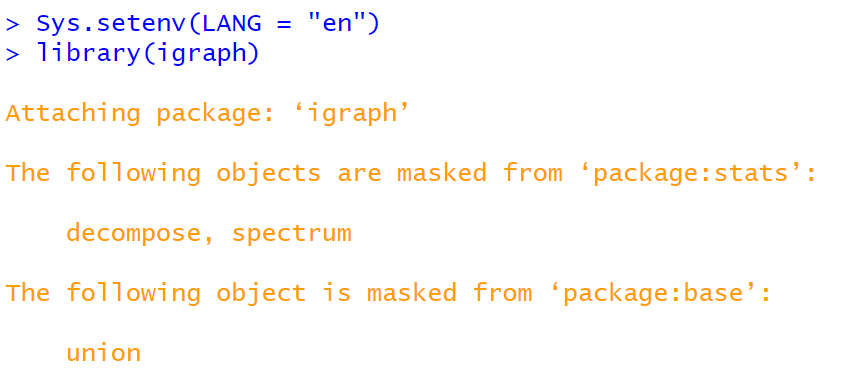 > Sys.setenv(LANG = "en")
> library(igraph)
Attaching package: ‘igraph’
The following objects are masked from ‘package:stats’:
decompose, spectrum
The following object is masked from ‘package:base’:
union